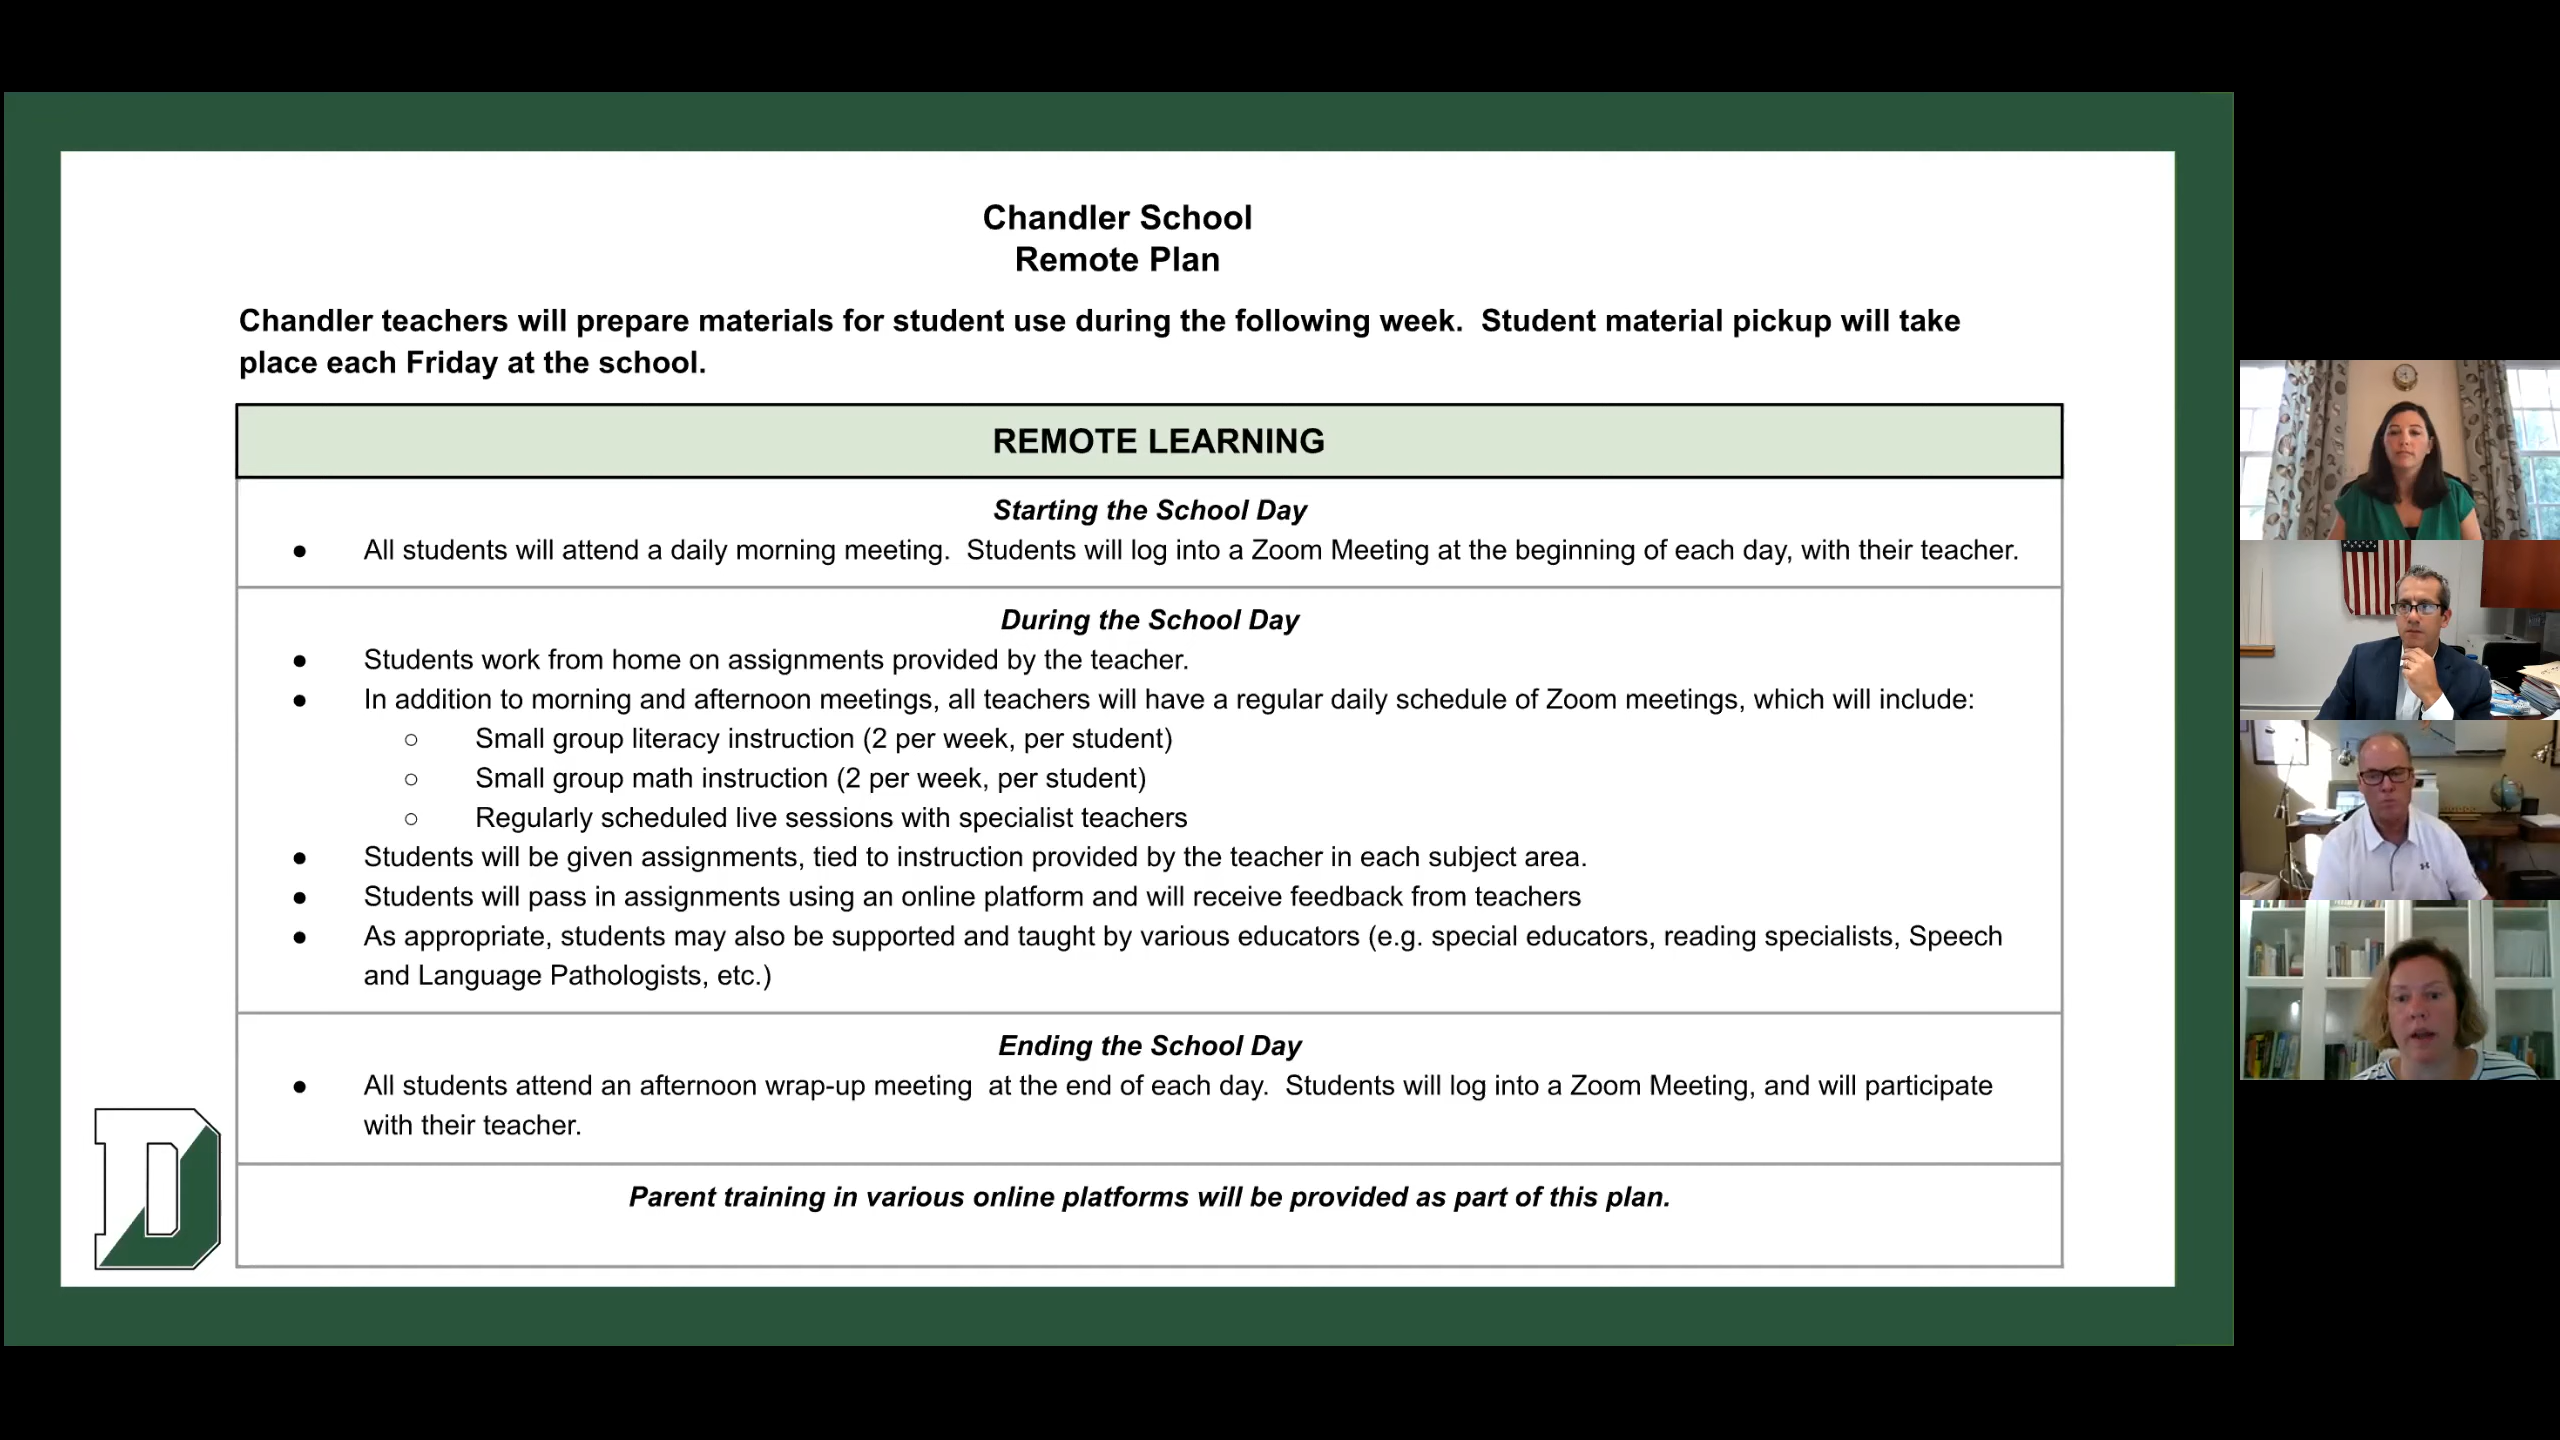 Chandler School
Remote Plan
Chandler teachers will prepare materials for student use during the following week.  Student material pickup will take
place each Friday at the school.
REMOTE LEARNING
Starting the School Day
● All students will attend a daily morning meeting.  Students will log into a Zoom Meeting at the beginning of each day, with their teacher.
During the School Day
● Students work from home on assignments provided by the teacher.
● In addition to morning and afternoon meetings, all teachers will have a regular daily schedule of Zoom meetings, which will include:
○ Small group literacy instruction (2 per week, per student)
○ Small group math instruction (2 per week, per student)
○ Regularly scheduled live sessions with specialist teachers
● Students will be given assignments, tied to instruction provided by the teacher in each subject area.
● Students will pass in assignments using an online platform and will receive feedback from teachers
● As appropriate, students may also be supported and taught by various educators (e.g. special educators, reading specialists, Speech
and Language Pathologists, etc.)
Ending the School Day
● All students attend an afternoon wrap-up meeting  at the end of each day.  Students will log into a Zoom Meeting, and will participate
with their teacher.
Parent training in various online platforms will be provided as part of this plan.
D